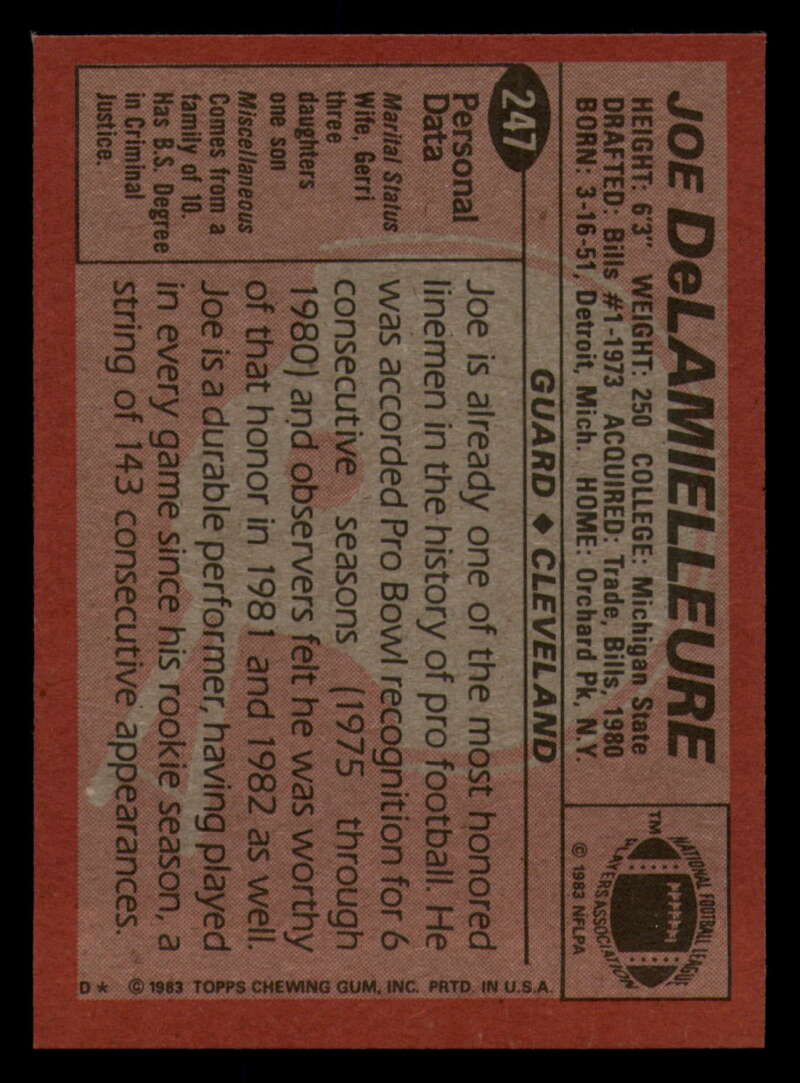 JOE DeLAMIELLEURE
HEIGHT: 6'3" WEIGHT: 250 COLLEGE: Michigan State
DRAFTED: Bills #1-1973 ACQUIRED: Trade, Bills, 1980
BORN: 3-16-51, Detroit, Mich. HOME: Orchard Pk, N.Y.
NATIONAL FOOTBALL LEAGUE
PLAYERS ASSOCIATION
TM
© 1983 NFLPA
247
GUARD ♦ CLEVELAND
Personal
Data
Marital Status
Wife, Gerri
three
daughters
one son
Miscellaneous
Comes from a
family of 10.
Has B.S. Degree
in Criminal
Justice.
Joe is already one of the most honored
linemen in the history of pro football. He
was accorded Pro Bowl recognition for 6
consecutive seasons (1975 through
1980) and observers felt he was worthy
of that honor in 1981 and 1982 as well.
Joe is a durable performer, having played
in every game since his rookie season, a
string of 143 consecutive appearances.
D * © 1983 TOPPS CHEWING GUM, INC. PRTD. IN U.S.A.